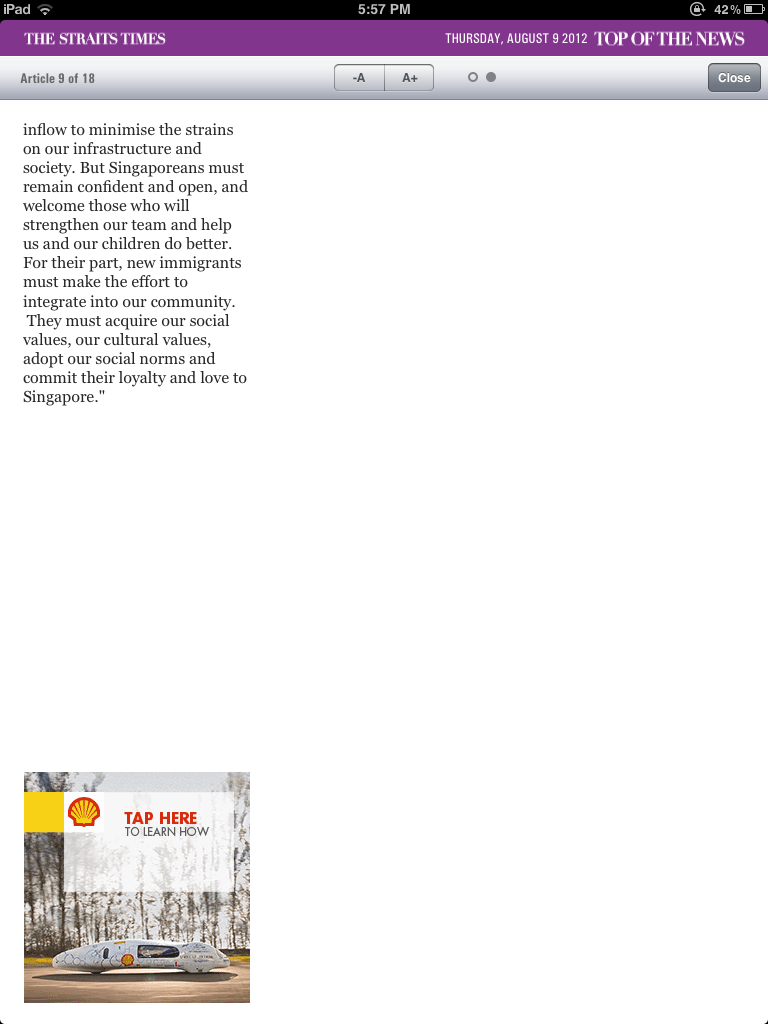 iPad 5:57 PM 42%
THE STRAITS TIMES THURSDAY, AUGUST 9 2012 TOP OF THE NEWS
Article 9 of 18 -A A+ Close
inflow to minimise the strains
on our infrastructure and
society. But Singaporeans must
remain confident and open, and
welcome those who will
strengthen our team and help
us and our children do better.
For their part, new immigrants
must make the effort to
integrate into our community.
They must acquire our social
values, our cultural values,
adopt our social norms and
commit their loyalty and love to
Singapore."
TAP HERE
TO LEARN HOW